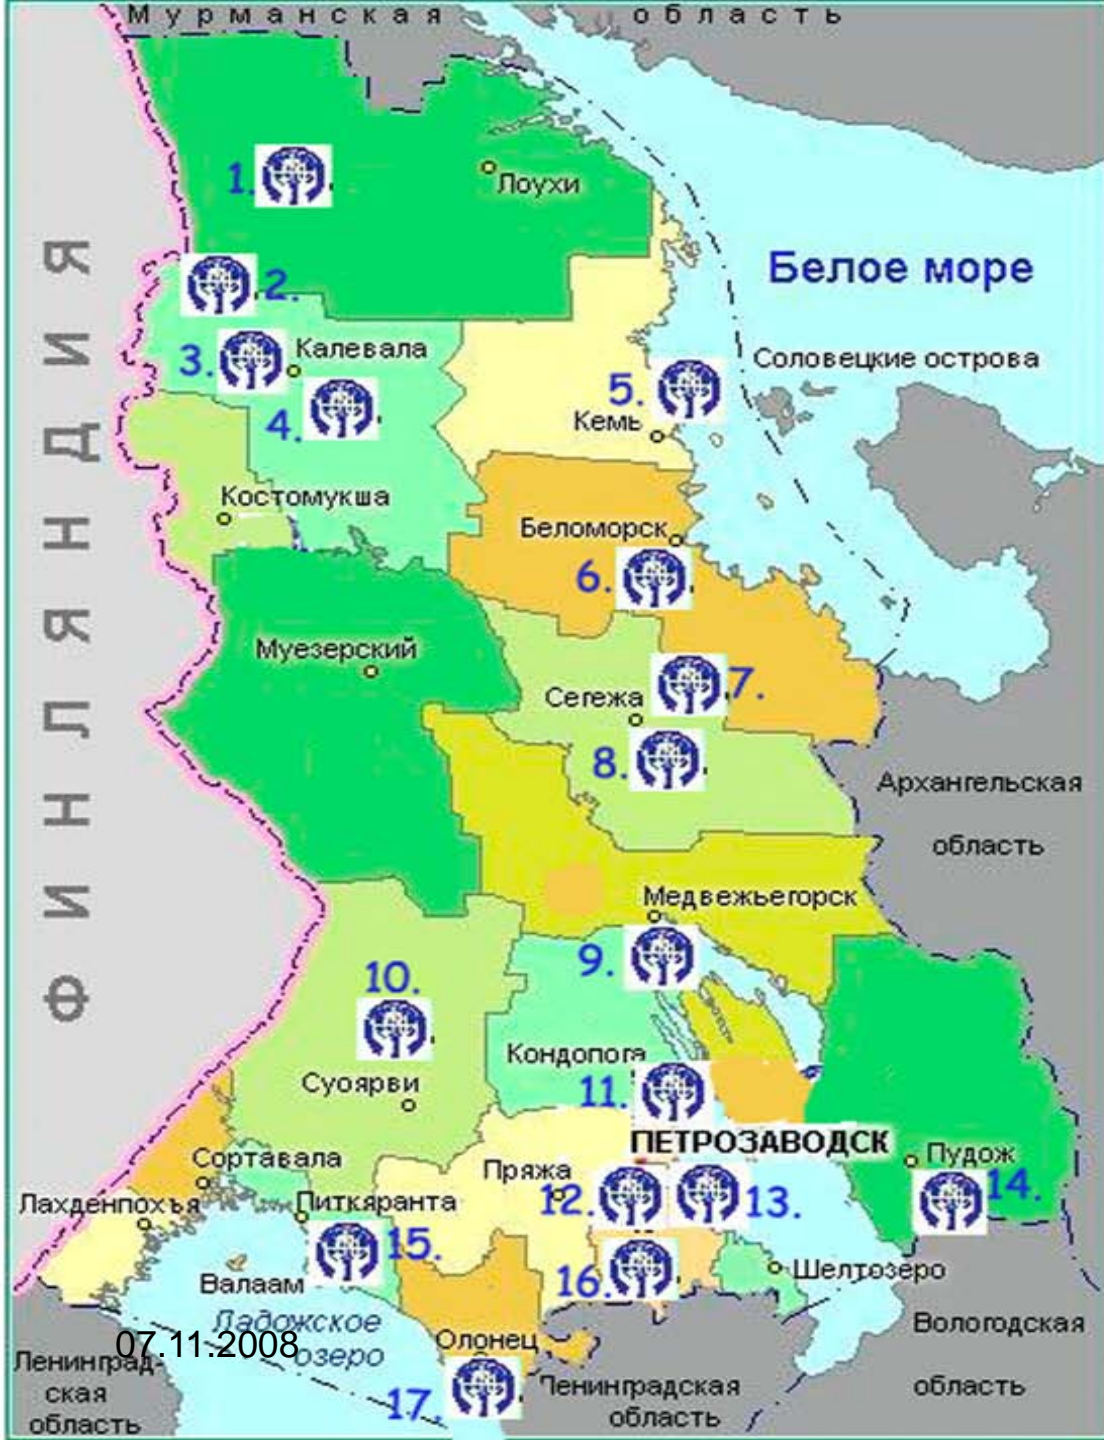 Мурманская область
1.
Лоухи
ФИНЛЯНДИЯ
2.
Белое море
3.
Калевала
Соловецкие острова
4.
5.
Кемь
Костомукша
Беломорск
6.
Муезерский
Сегежа
7.
8.
Архангельская
область
Медвежьегорск
9.
10.
Кондопога
Суоярви
11.
ПЕТРОЗАВОДСК
Пудож
Сортавала
Пряжа
12.
13.
14.
Лахденпохья
Питкяранта
15.
Валаам
16.
Шелтозеро
Ладожское
озеро
07.11.2008
Олонец
Вологодская
область
Ленинград-
ская
область
17.
Ленинградская
область